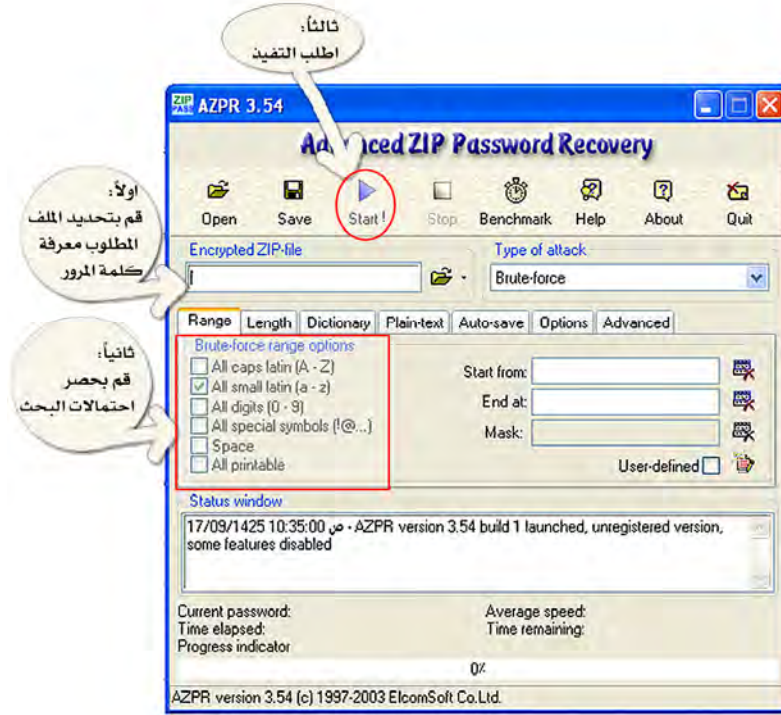 ثالثاً:
اطلب التفيذ
AZPR 3.54
Advanced ZIP Password Recovery
اولاً:
قم بتحديد الملف
المطلوب معرفة
كلمة المرور
Open Save Start! Stop Benchmark Help About Quit
Encrypted ZIP-file Type of attack
Brute-force
Range Length Dictionary Plain-text Auto-save Options Advanced
ثانياً:
قم بحصر
احتمالات البحث
Brute-force range options
All caps latin (A - Z)
All small latin (a - z)
All digits (0 - 9)
All special symbols (!@...)
Space
All printable
Start from:
End at:
Mask:
User-defined
Status window
17/09/1425 10:35:00 ص - AZPR version 3.54 build 1 launched, unregistered version,
some features disabled
Current password: Average speed:
Time elapsed: Time remaining:
Progress indicator
0%
AZPR version 3.54 (c) 1997-2003 ElcomSoft Co.Ltd.